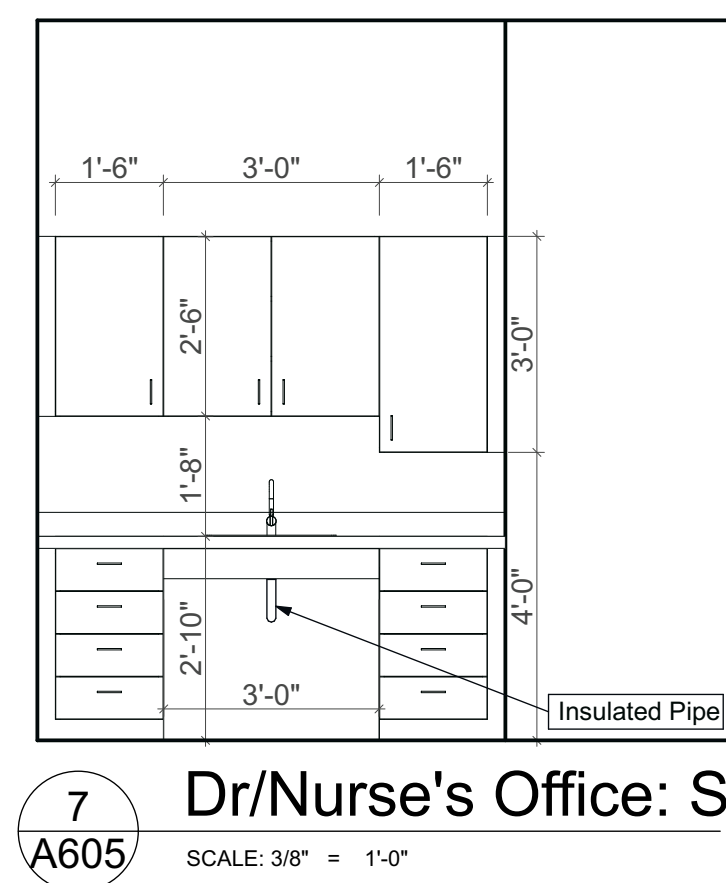 1'-6" 3'-0" 1'-6"
2'-6"
3'-0"
1'-8"
2'-10"
4'-0"
3'-0"
Insulated Pipe
7
A605
Dr/Nurse's Office: S
SCALE: 3/8" = 1'-0"